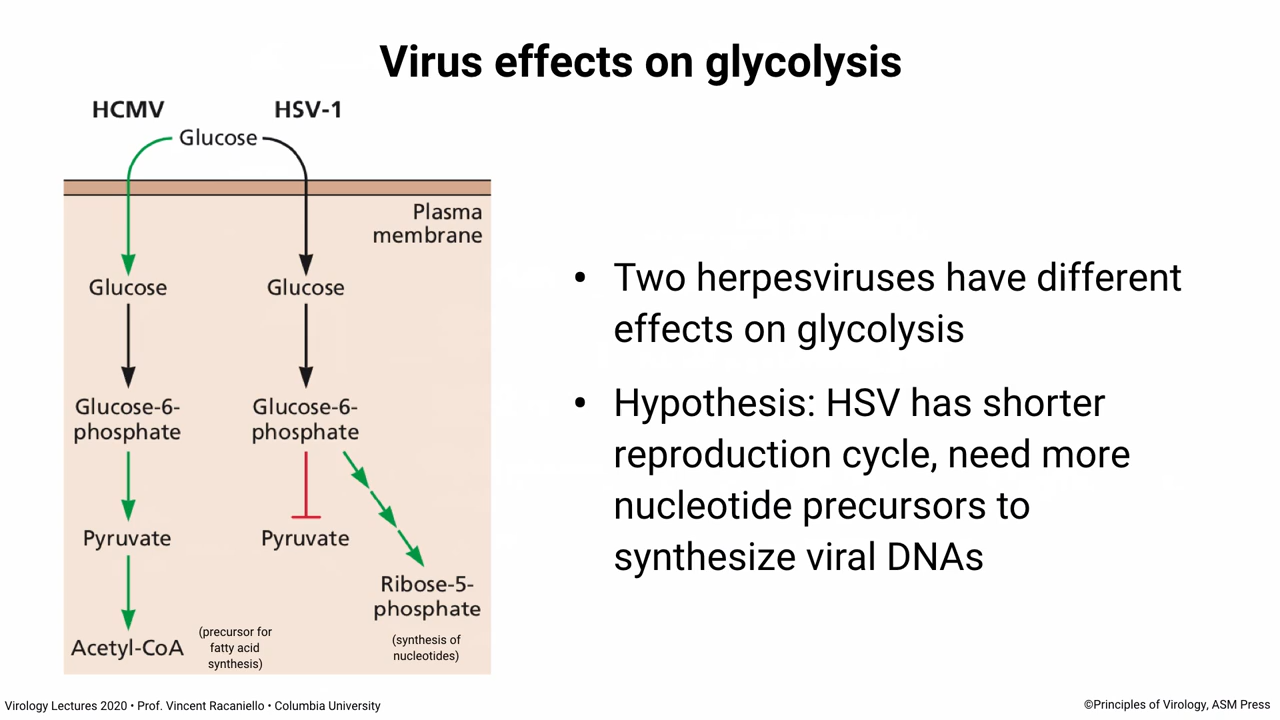 Virus effects on glycolysis
HCMV
HSV-1
Glucose
Plasma
membrane
Glucose
Glucose
Glucose-6-
phosphate
Glucose-6-
phosphate
Pyruvate
Pyruvate
Ribose-5-
phosphate
Acetyl-CoA
(precursor for
fatty acid
synthesis)
(synthesis of
nucleotides)
• Two herpesviruses have different
effects on glycolysis
• Hypothesis: HSV has shorter
reproduction cycle, need more
nucleotide precursors to
synthesize viral DNAs
Virology Lectures 2020 • Prof. Vincent Racaniello • Columbia University
©Principles of Virology, ASM Press